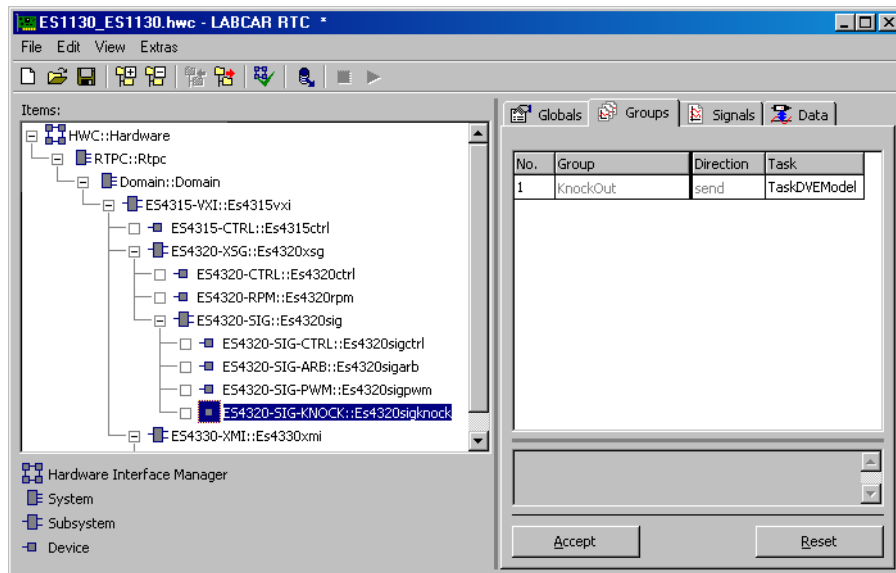 ES1130_ES1130.hwc - LABCAR RTC *
File Edit View Extras
Items:
HWC::Hardware
RTPC::Rtpc
Domain::Domain
ES4315-VXI::Es4315vxi
ES4315-CTRL::Es4315ctrl
ES4320-XSG::Es4320xsg
ES4320-CTRL::Es4320ctrl
ES4320-RPM::Es4320rpm
ES4320-SIG::Es4320sig
ES4320-SIG-CTRL::Es4320sigctrl
ES4320-SIG-ARB::Es4320sigarb
ES4320-SIG-PWM::Es4320sigpwm
ES4320-SIG-KNOCK::Es4320sigknock
ES4330-XMI::Es4330xmi
Hardware Interface Manager
System
Subsystem
Device
Globals Groups Signals Data
No. Group Direction Task
1 KnockOut send TaskDVEModel
Accept Reset